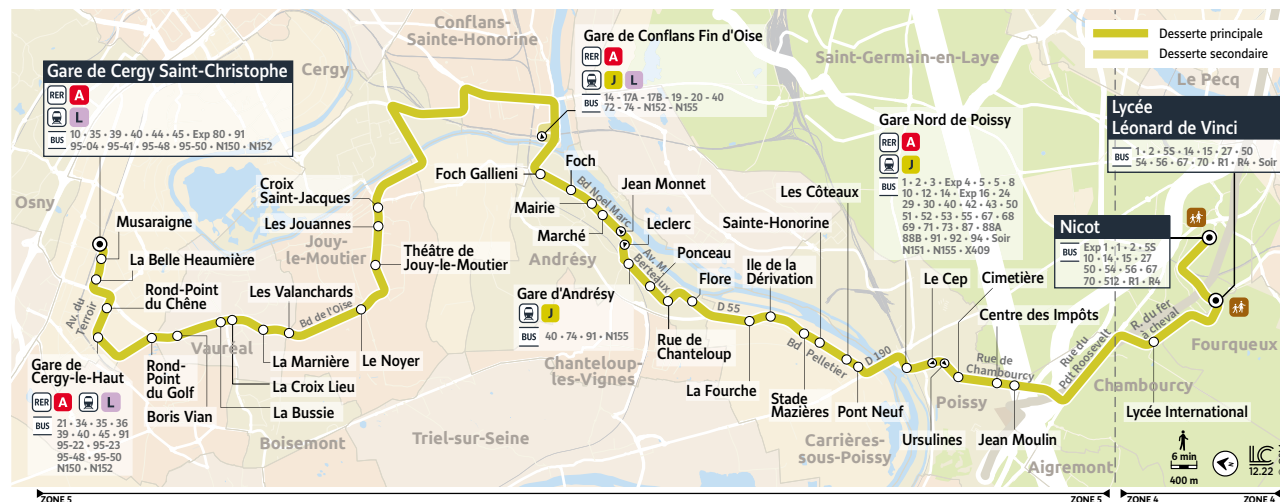 Conflans-
Sainte-Honorine
Cergy
Osny
Gare de Cergy Saint-Christophe
RER A
L
BUS
10 • 35 • 39 • 40 • 44 • 45 • Exp 80 • 91
95-04 • 95-41 • 95-48 • 95-50 • N150 • N152
Gare de Conflans Fin d'Oise
RER A
J L
BUS
14 - 17A - 17B - 19 - 20 - 40
72 - 74 - N152 - N155
Saint-Germain-en-Laye
Desserte principale
Desserte secondaire
Le Pecq
Lycée
Léonard de Vinci
BUS
1 • 2 • 5S • 14 • 15 • 27 • 50
54 • 56 • 67 • 70 • R1 • R4 • Soir
Gare Nord de Poissy
RER A
J
BUS
1 • 2 • 3 • Exp 4 • 5 • 5 • 8
10 • 12 • 14 • Exp 16 • 24
29 • 30 • 40 • 42 • 43 • 50
51 • 52 • 53 • 55 • 67 • 68
69 • 71 • 73 • 87 • 88A
88B • 91 • 92 • 94 • Soir
N151 • N155 • X409
Nicot
BUS
Exp 1 • 1 • 2 • 5S
10 • 14 • 15 • 27
50 • 54 • 56 • 67
70 • 512 • R1 • R4
Musaraigne
La Belle Heaumière
Rond-Point
du Chêne
Av. du
Terroir
Gare de
Cergy-le-Haut
RER A L
BUS
21 • 34 • 35 • 36
39 • 40 • 45 • 91
95-22 • 95-23
95-48 • 95-50
N150 • N152
Rond-
Point
du Golf
Boris Vian
Vauréal
La Bussie
La Croix Lieu
La Marnière
Les Valanchards
Bd de l'Oise
Le Noyer
Théâtre de
Jouy-le-Moutier
Jouy-
le-Moutier
Les Jouannes
Croix
Saint-Jacques
Boisemont
Triel-sur-Seine
Foch Gallieni
Foch
Bd Noel Marc
Mairie
Marché
Jean Monnet
Leclerc
Andrésy
Av. M.
Berteaux
Gare d'Andrésy
J
BUS
40 • 74 • 91 • N155
Chanteloup-
les-Vignes
Ponceau
Rue de
Chanteloup
Flore
D 55
La Fourche
Ile de la
Dérivation
Sainte-Honorine
Les Côteaux
Stade
Mazières
Bd Pelletier
Pont Neuf
D 190
Carrières-
sous-Poissy
Le Cep
Ursulines
Poissy
Cimetière
Rue de
Chambourcy
Centre des Impôts
Jean Moulin
Aigremont
Rue du
Pdt Roosevelt
Chambourcy
R. du fer
à cheval
Lycée International
Fourqueux
6 min
400 m
12.22
ZONE 5
ZONE 5
ZONE 4
ZONE 4